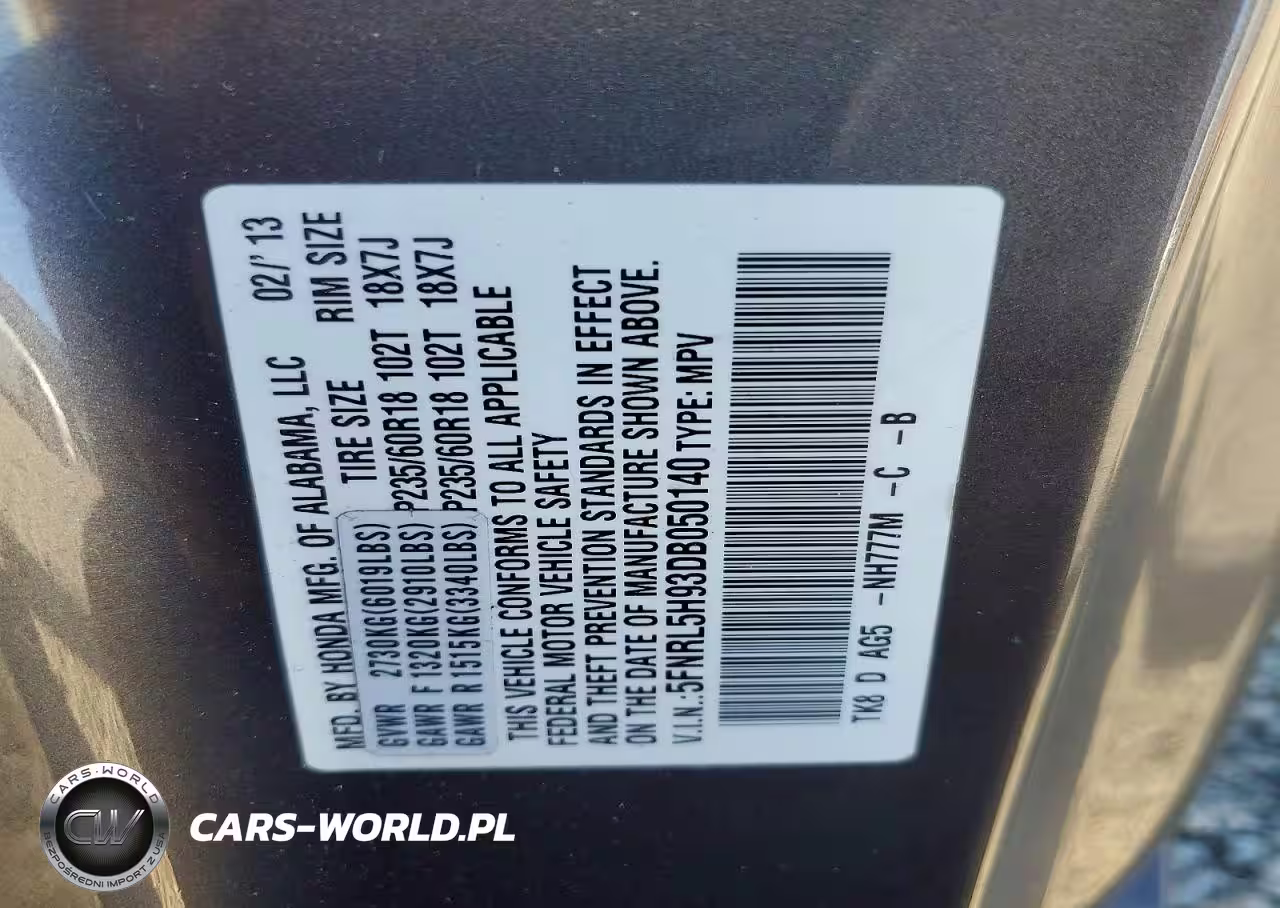 MFD. BY HONDA MFG. OF ALABAMA, LLC 02/' 13
TIRE SIZE RIM SIZE
GVWR 2730KG(6019LBS)
GAWR F 1320KG(2910LBS) P235/60R18 102T 18X7J
GAWR R 1515KG(3340LBS) P235/60R18 102T 18X7J
THIS VEHICLE CONFORMS TO ALL APPLICABLE
FEDERAL MOTOR VEHICLE SAFETY
AND THEFT PREVENTION STANDARDS IN EFFECT
ON THE DATE OF MANUFACTURE SHOWN ABOVE.
V.I.N.:5FNRL5H93DB050140 TYPE: MPV
TK8 D AG5 -NH777M -C -B
CARS-WORLD
CW
BEZPOŚREDNI IMPORT Z USA
CARS-WORLD.PL